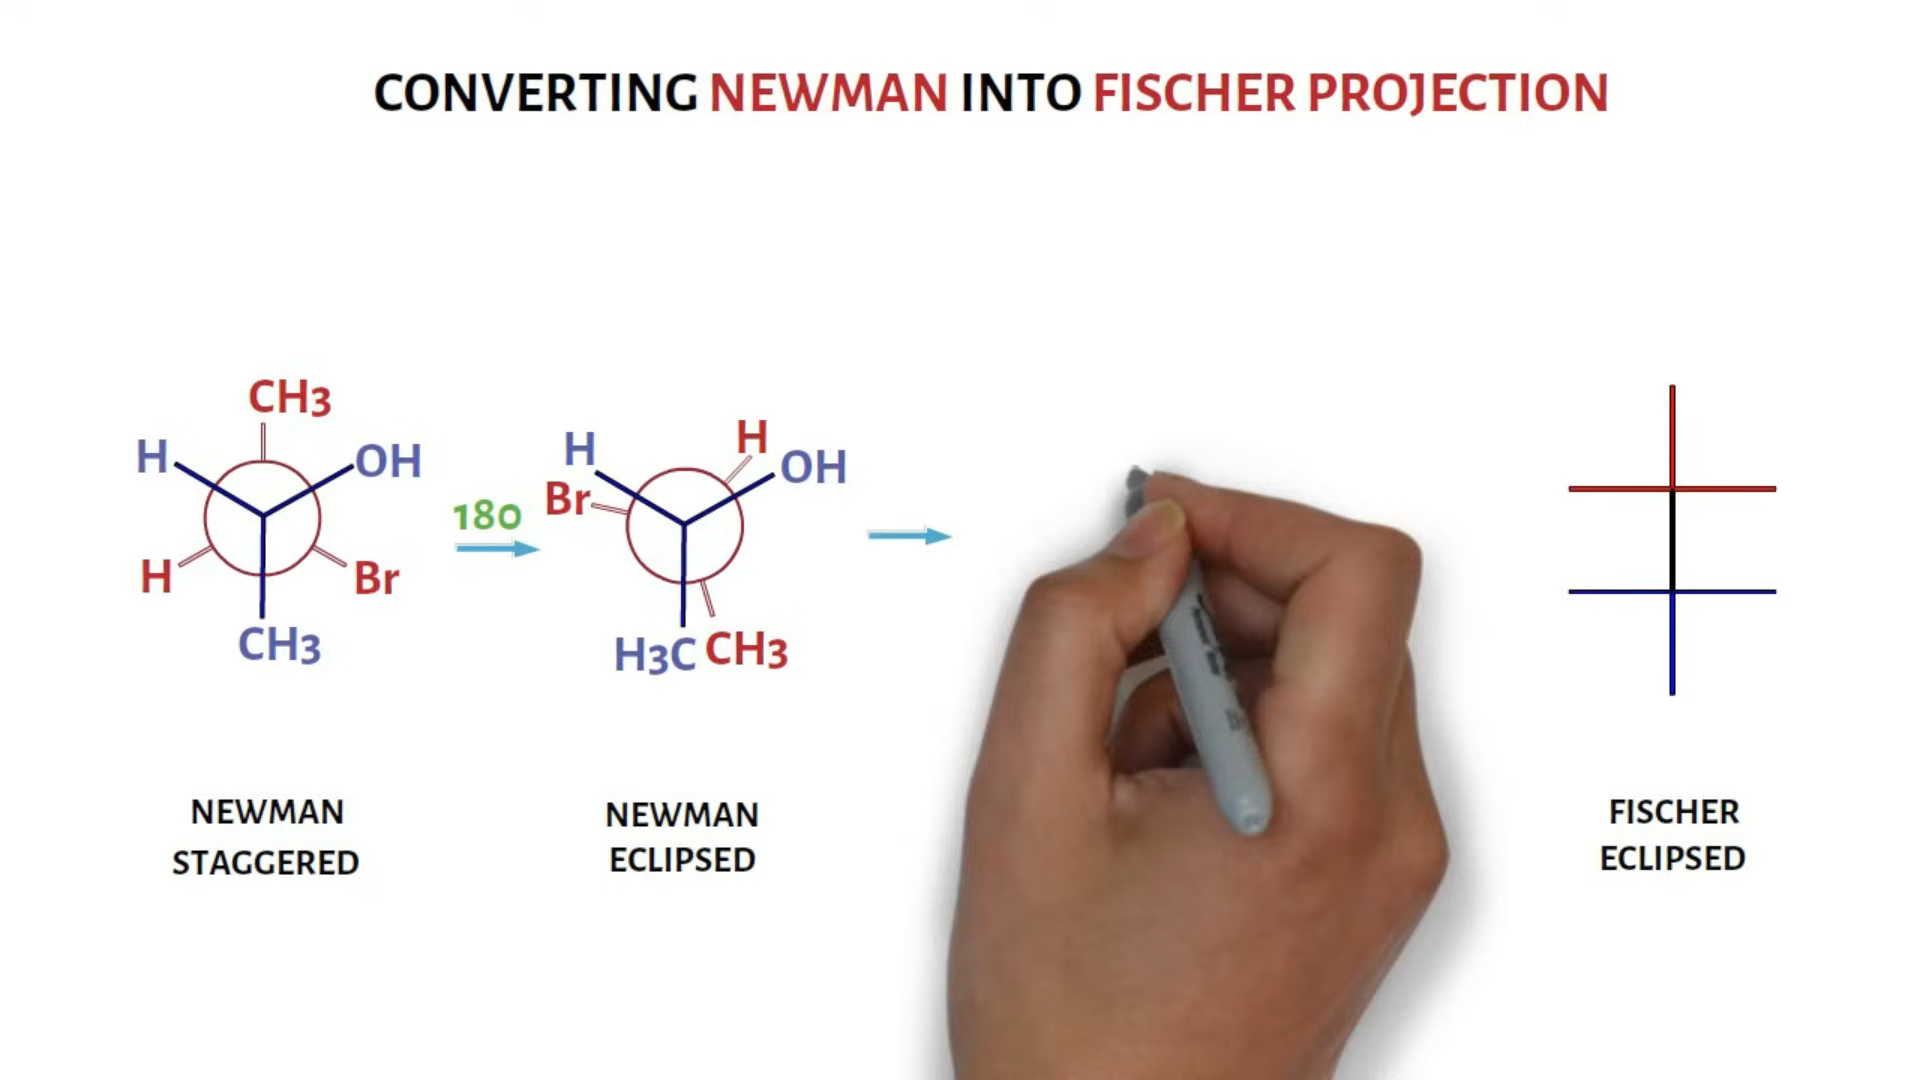 CONVERTING NEWMAN INTO FISCHER PROJECTION
CH3
H
OH
H
Br
CH3
180
H
H
OH
Br
H3C CH3
NEWMAN
STAGGERED
NEWMAN
ECLIPSED
FISCHER
ECLIPSED